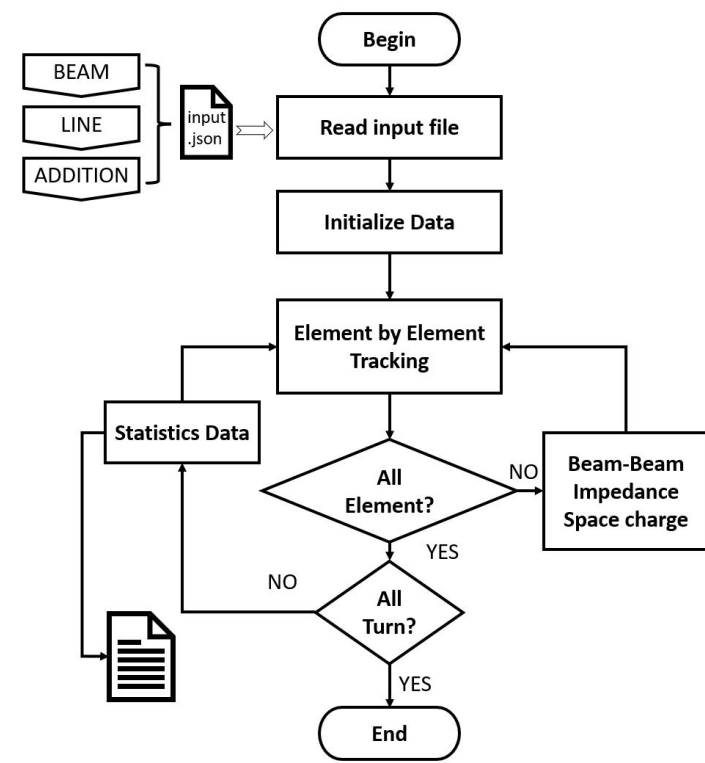 Begin
BEAM
LINE
ADDITION
input
.json
Read input file
Initialize Data
Element by Element
Tracking
Statistics Data
All
Element?
NO
Beam-Beam
Impedance
Space charge
YES
NO
All
Turn?
YES
End